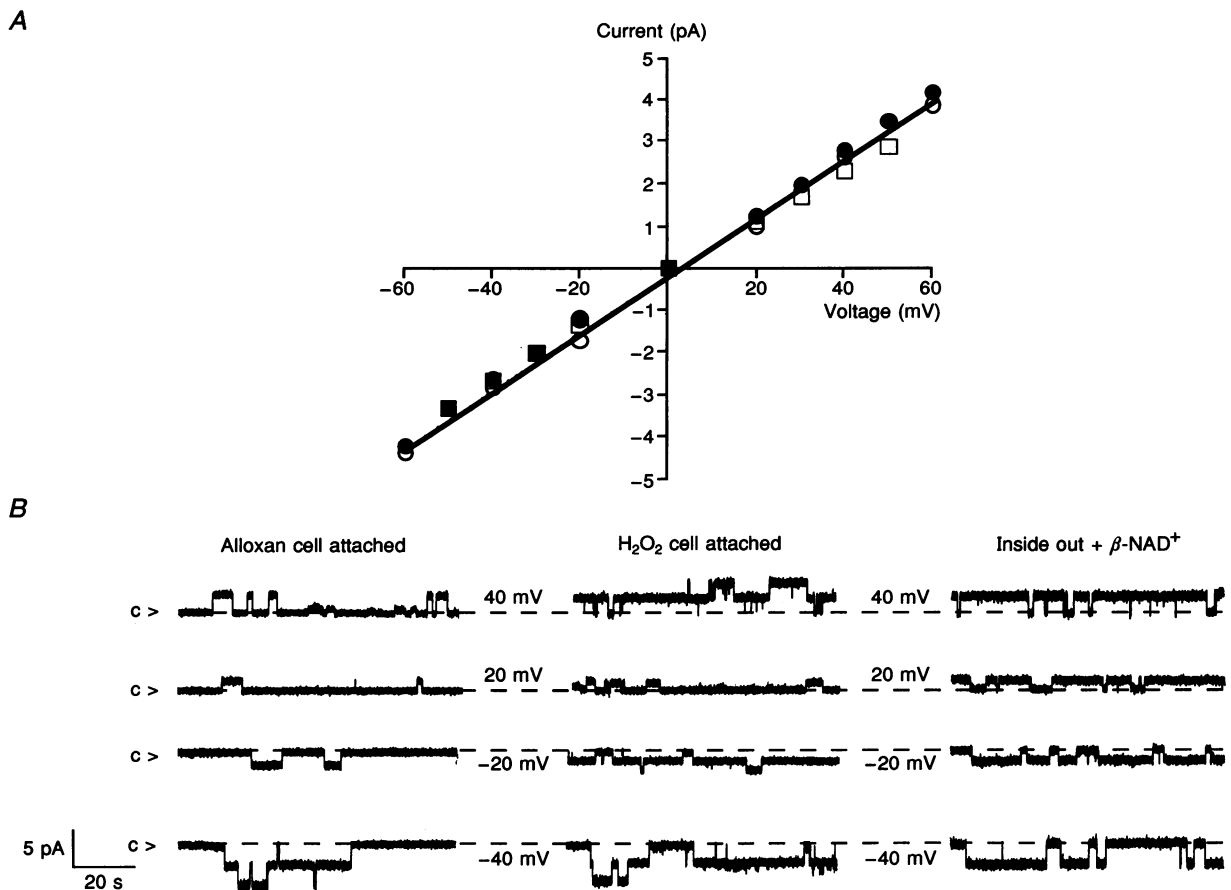 A
Current (pA)
5
4
3
2
1
-60 -40 -20 20 40 60
Voltage (mV)
-1
-2
-3
-4
-5
B
Alloxan cell attached H₂O₂ cell attached Inside out + β-NAD⁺
c > 40 mV 40 mV
c > 20 mV 20 mV
c > -20 mV -20 mV
c > -40 mV -40 mV
5 pA
20 s